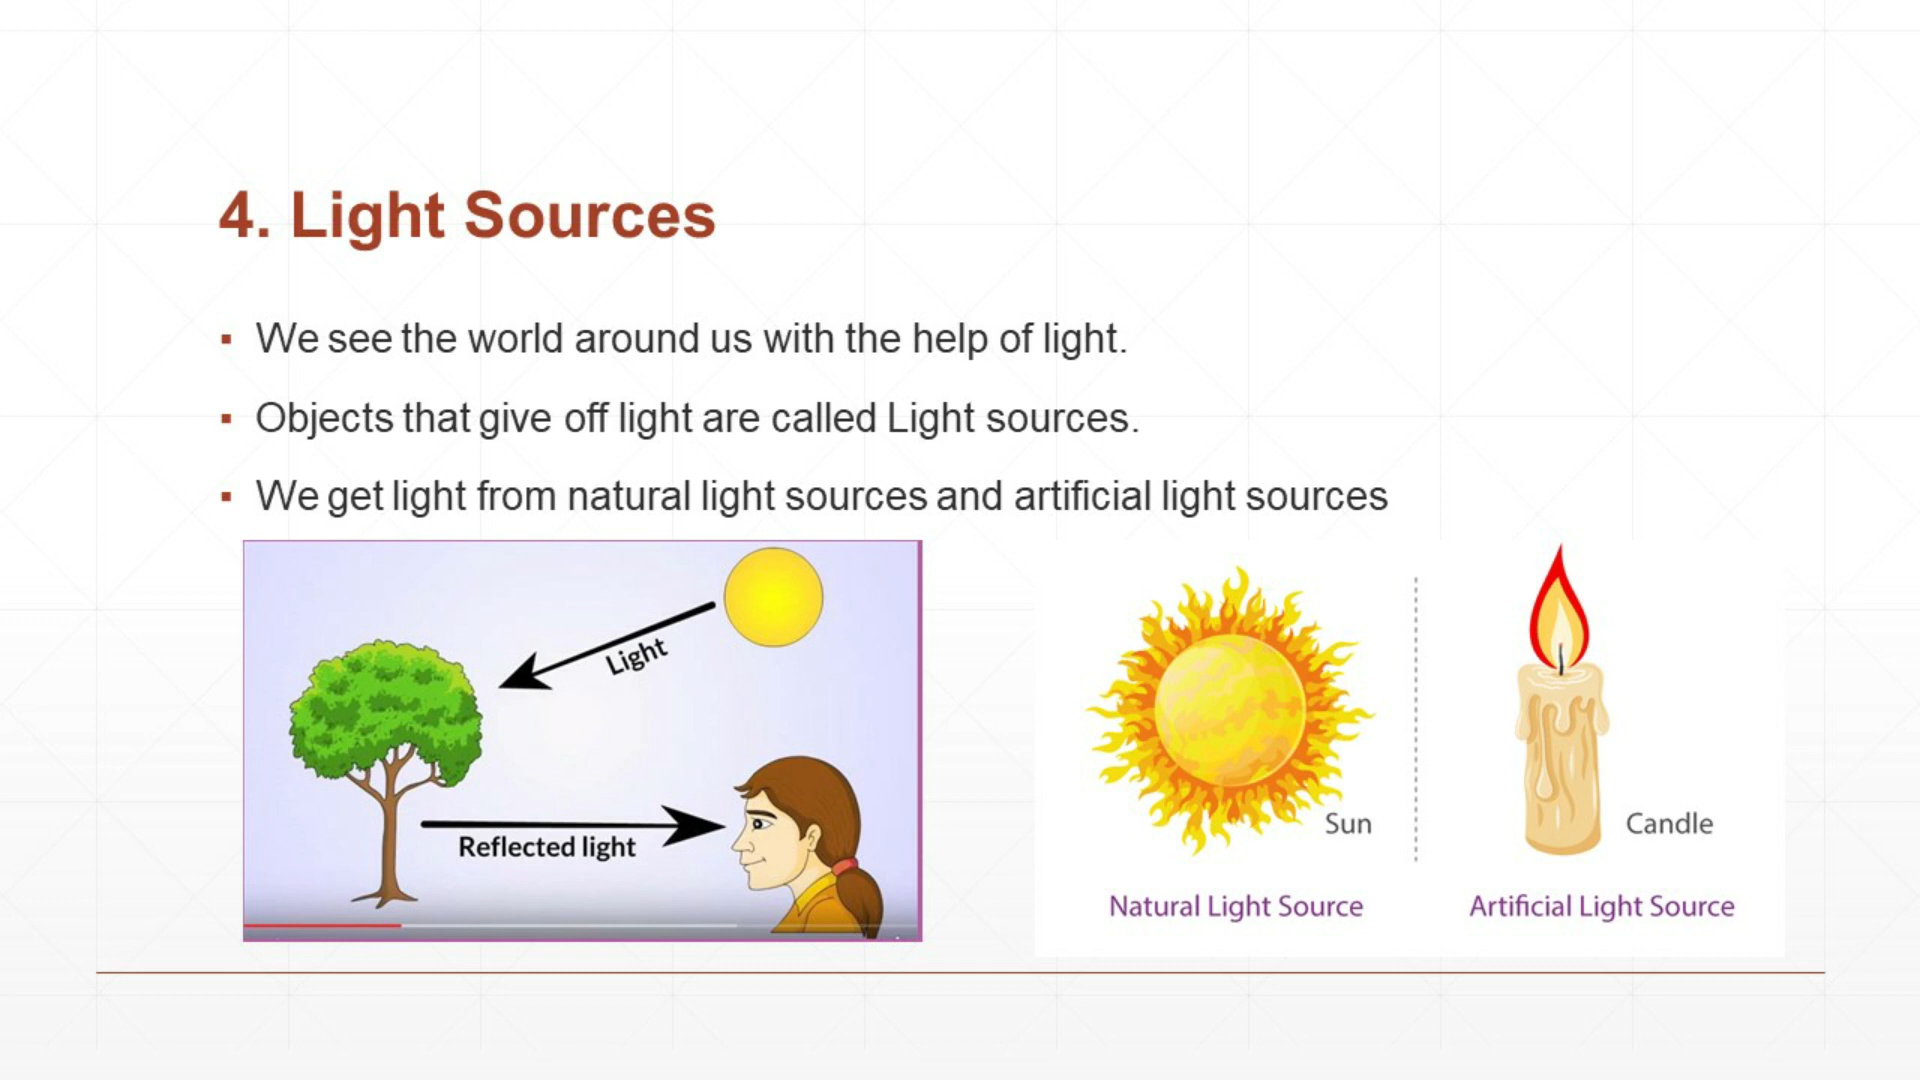 4. Light Sources
▪ We see the world around us with the help of light.
▪ Objects that give off light are called Light sources.
▪ We get light from natural light sources and artificial light sources
Light
Reflected light
Sun
Candle
Natural Light Source
Artificial Light Source